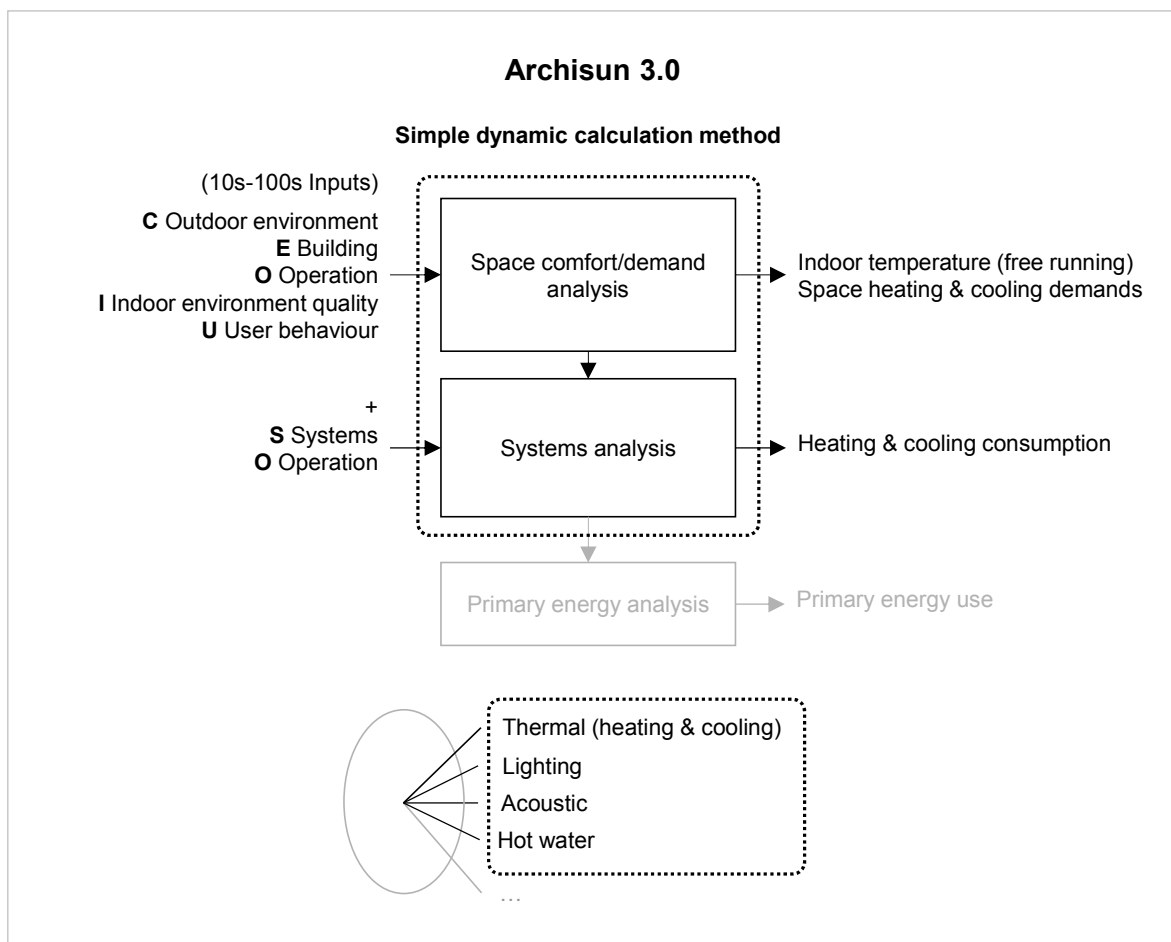 Archisun 3.0
Simple dynamic calculation method
(10s-100s Inputs)
C Outdoor environment
E Building
O Operation
I Indoor environment quality
U User behaviour
Space comfort/demand
analysis
Indoor temperature (free running)
Space heating & cooling demands
+
S Systems
O Operation
Systems analysis
Heating & cooling consumption
Primary energy analysis
Primary energy use
Thermal (heating & cooling)
Lighting
Acoustic
Hot water
...